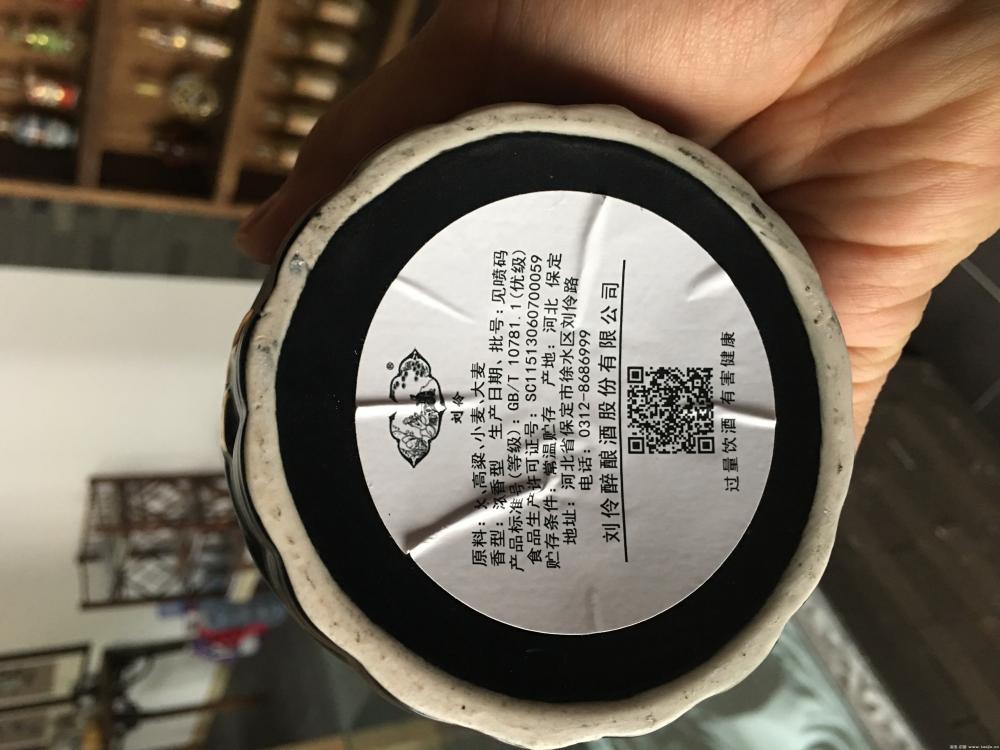 ®
刘伶
原料：水、高粱、小麦、大麦
香型：浓香型 生产日期、批号：见喷码
产品标准号(等级)：GB/T 10781.1(优级)
食品生产许可证号：SC11513060700059
贮存条件：常温贮存 产地：河北 保定
地址：河北省保定市徐水区刘伶路
电话：0312-8686999
刘伶醉酿酒股份有限公司
过量饮酒 有害健康